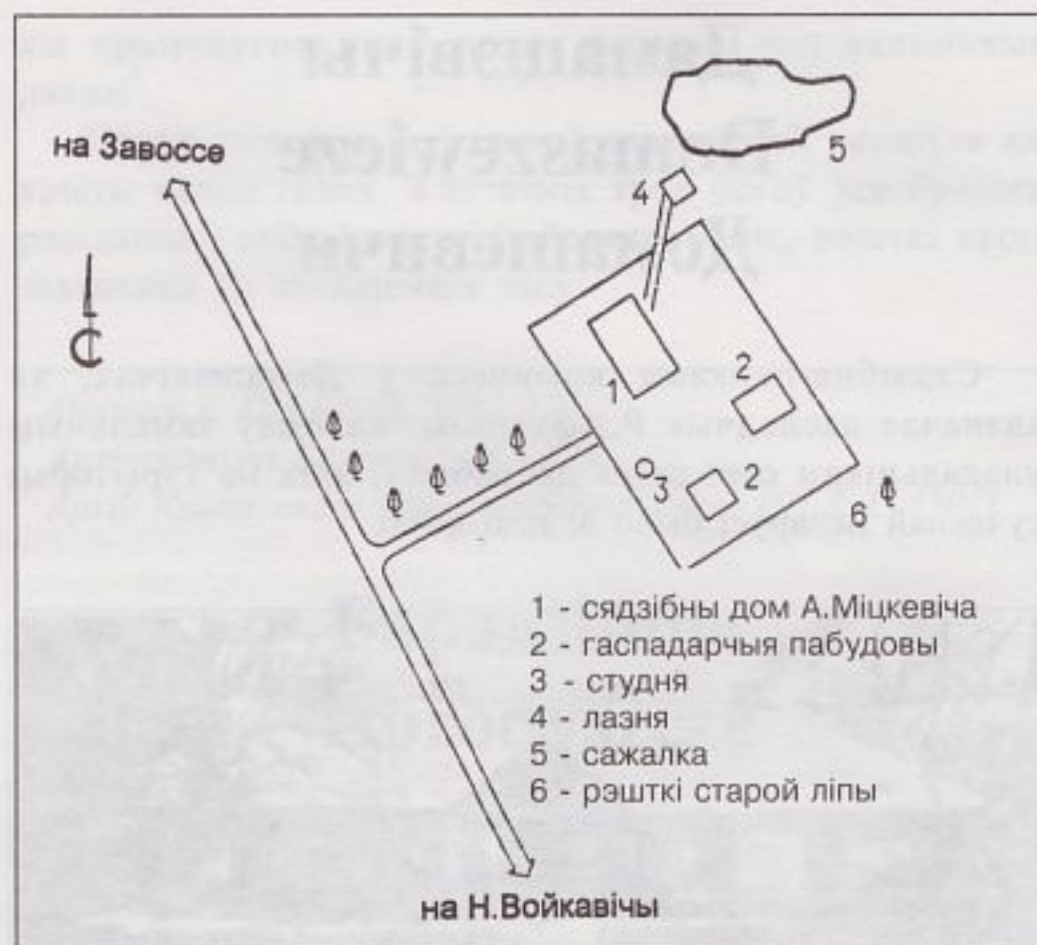 на Завоссе
5
4
С
1
2
3
2
6
1 - сядзібны дом А.Міцкевіча
2 - гаспадарчыя пабудовы
3 - студня
4 - лазня
5 - сажалка
6 - рэшткі старой ліпы
на Н.Войкавічы